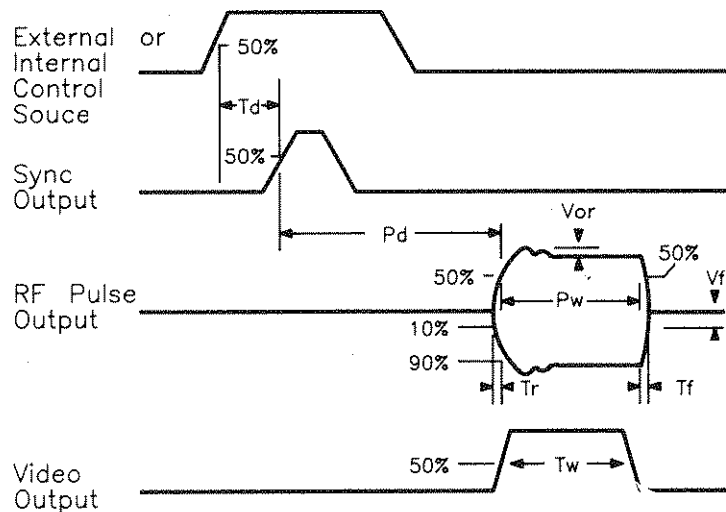 External or
Internal
Control
Souce
50%
Td
50%
Sync
Output
Pd
Vor
50%
50%
Vf
RF Pulse
Output
Pw
10%
90%
Tr
Tf
Video
Output
50%
Tw